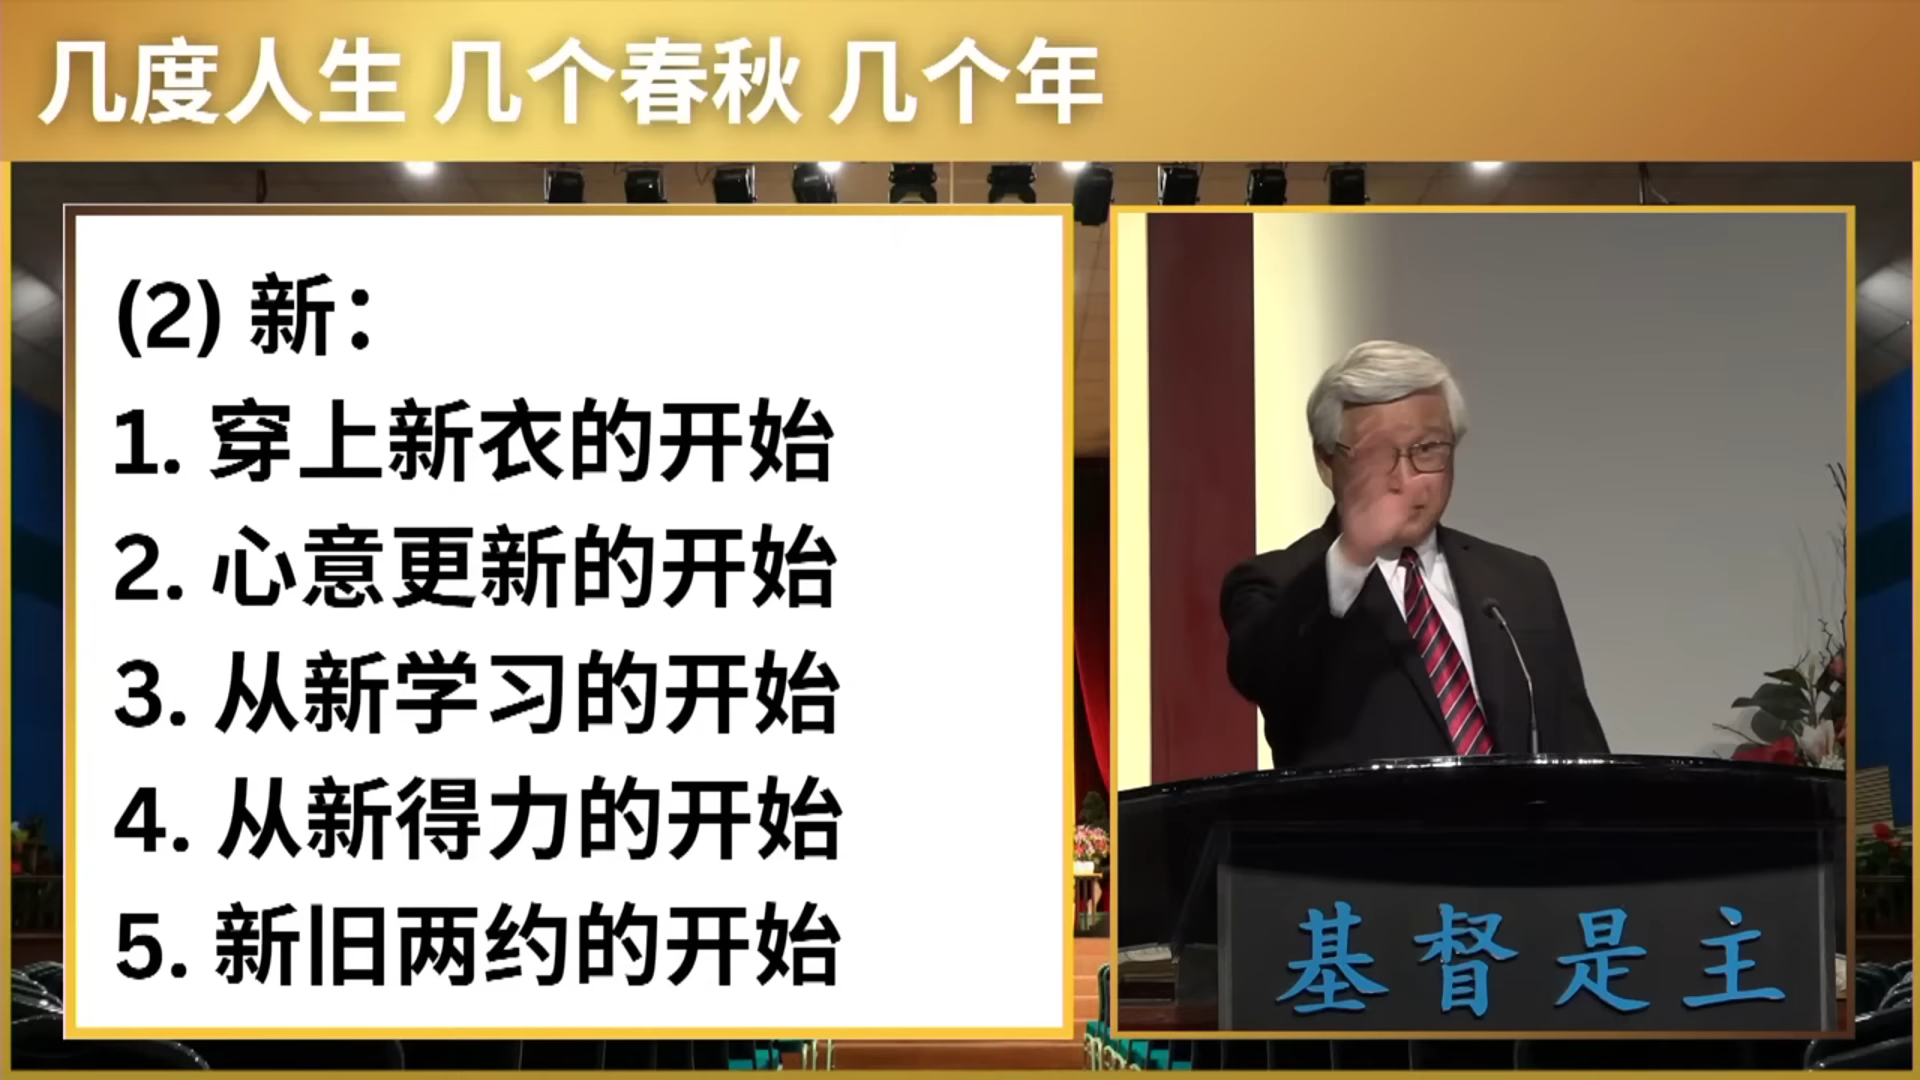 几度人生 几个春秋 几个年
(2) 新：
1. 穿上新衣的开始
2. 心意更新的开始
3. 从新学习的开始
4. 从新得力的开始
5. 新旧两约的开始
基督是主